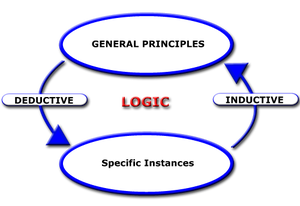 GENERAL PRINCIPLES
DEDUCTIVE
LOGIC
INDUCTIVE
Specific Instances